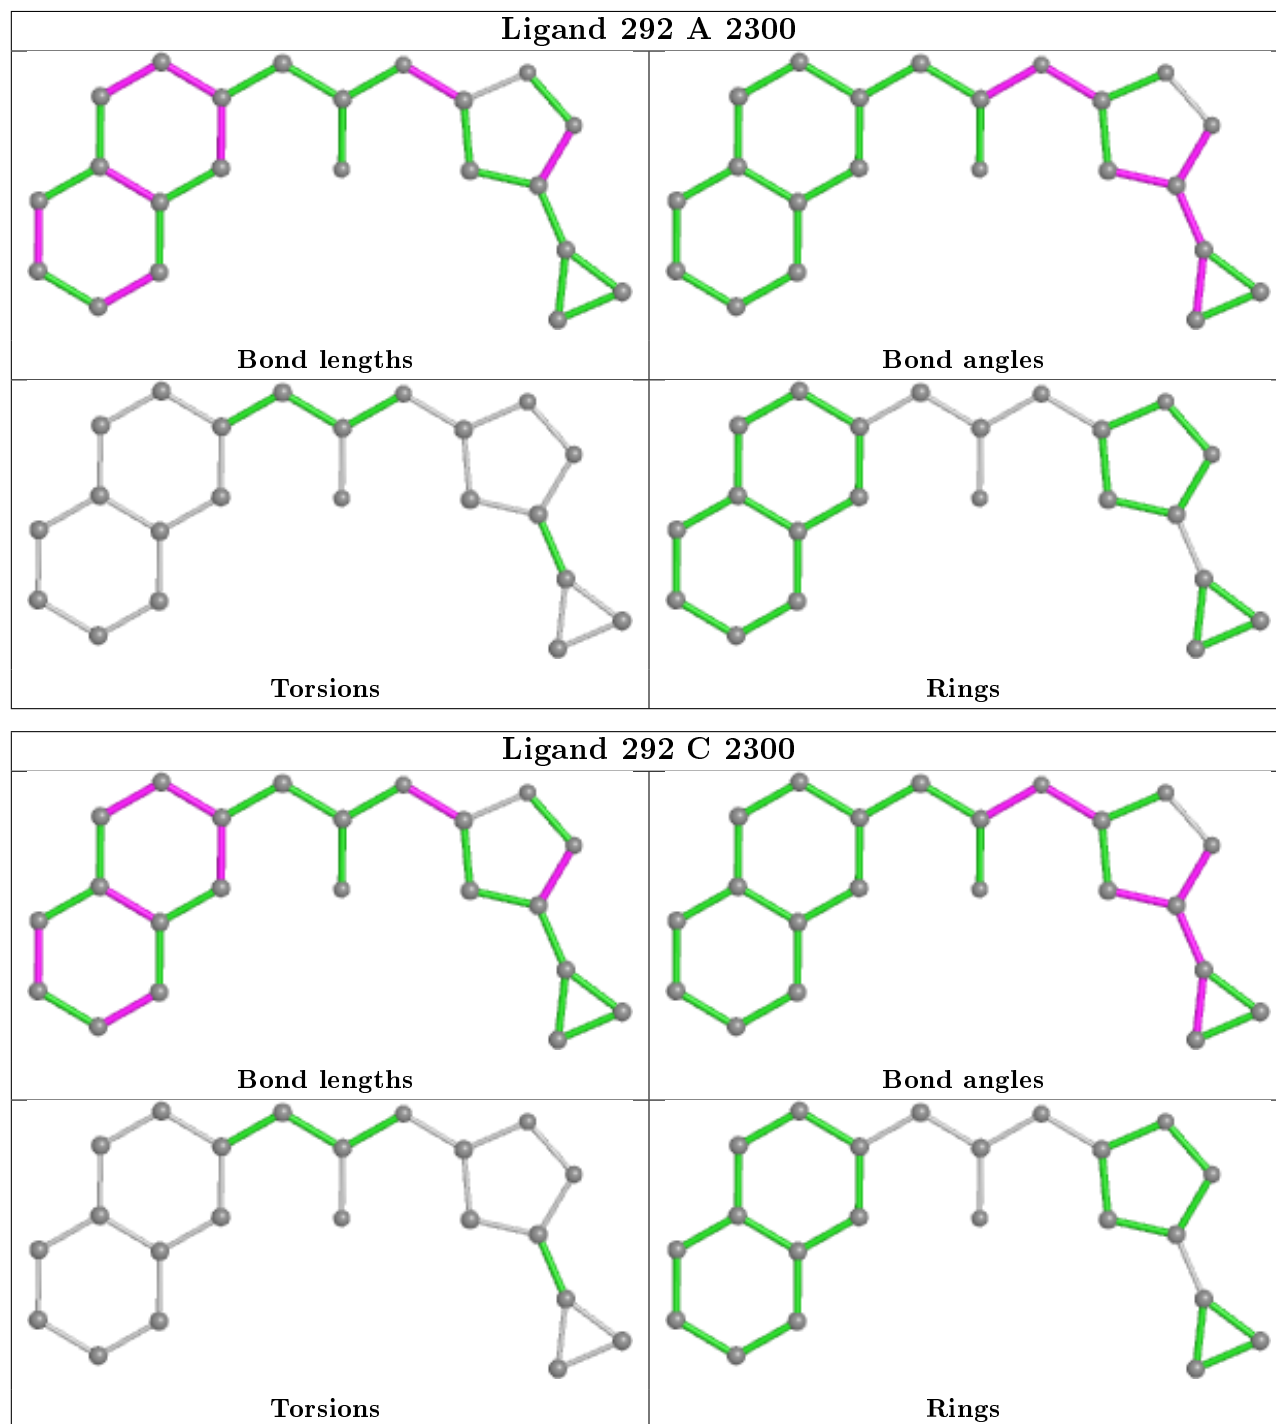 Ligand 292 A 2300
Bond lengths
Bond angles
Torsions
Rings
Ligand 292 C 2300
Bond lengths
Bond angles
Torsions
Rings